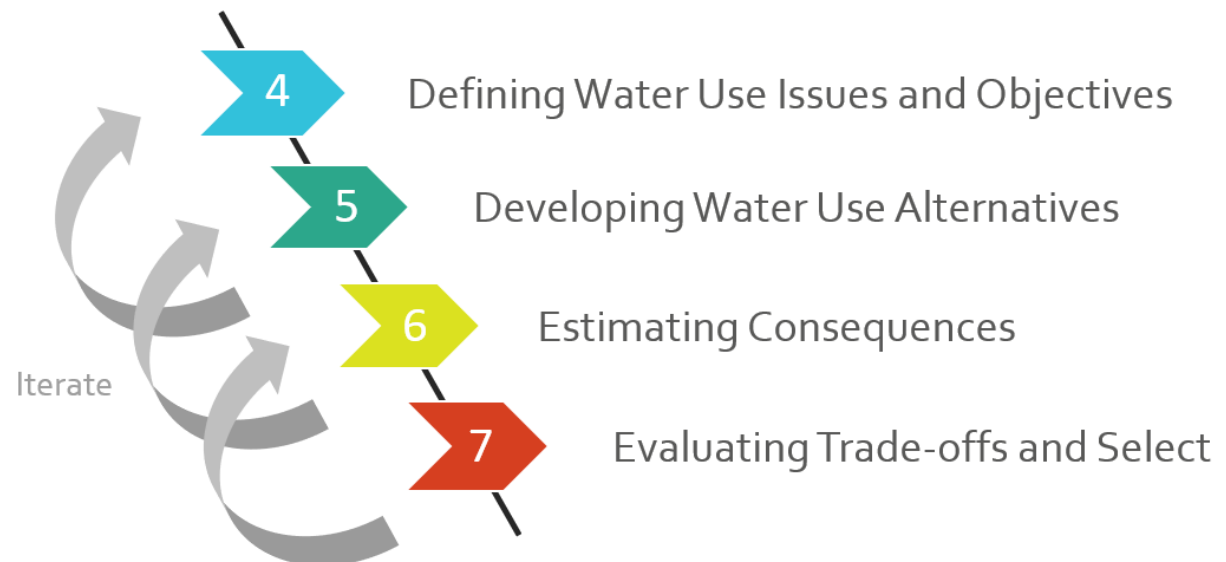 4 Defining Water Use Issues and Objectives
5 Developing Water Use Alternatives
6 Estimating Consequences
Iterate
7 Evaluating Trade-offs and Select